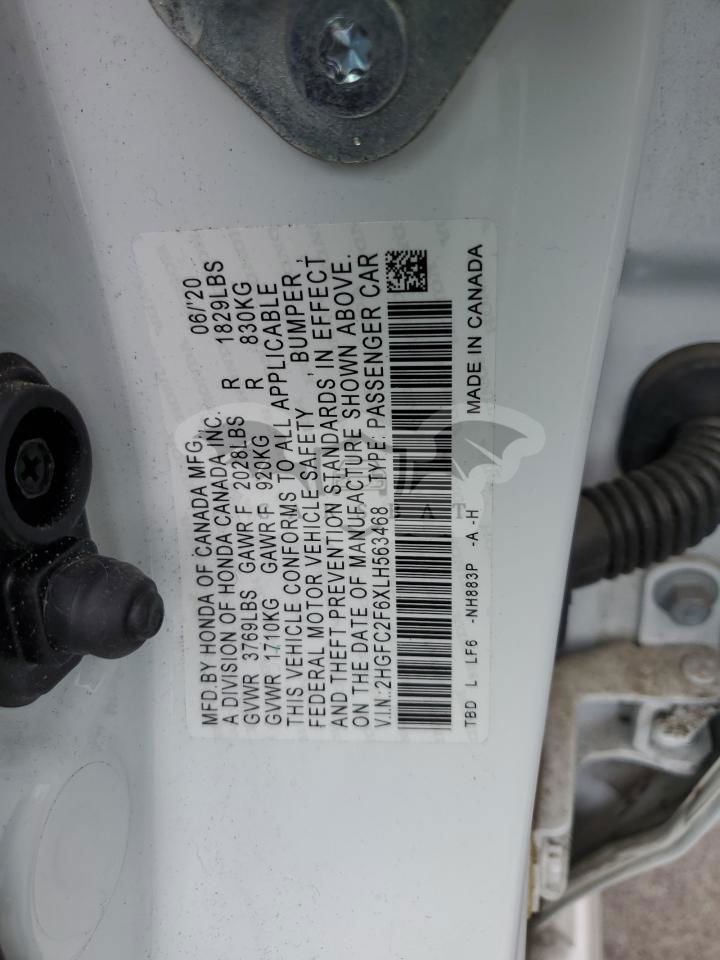 MFD.BY HONDA OF CANADA MFG. 06/'20
A DIVISION OF HONDA CANADA INC.
GVWR 3769LBS GAWR F 2028LBS R 1829LBS
GVWR 1710KG GAWR F 920KG R 830KG
THIS VEHICLE CONFORMS TO ALL APPLICABLE
FEDERAL MOTOR VEHICLE SAFETY , BUMPER ,
AND THEFT PREVENTION STANDARDS IN EFFECT
ON THE DATE OF MANUFACTURE SHOWN ABOVE.
V.I.N.:2HGFC2F6XLH563468 TYPE: PASSENGER CAR
TBD L LF6 -NH883P -A -H MADE IN CANADA